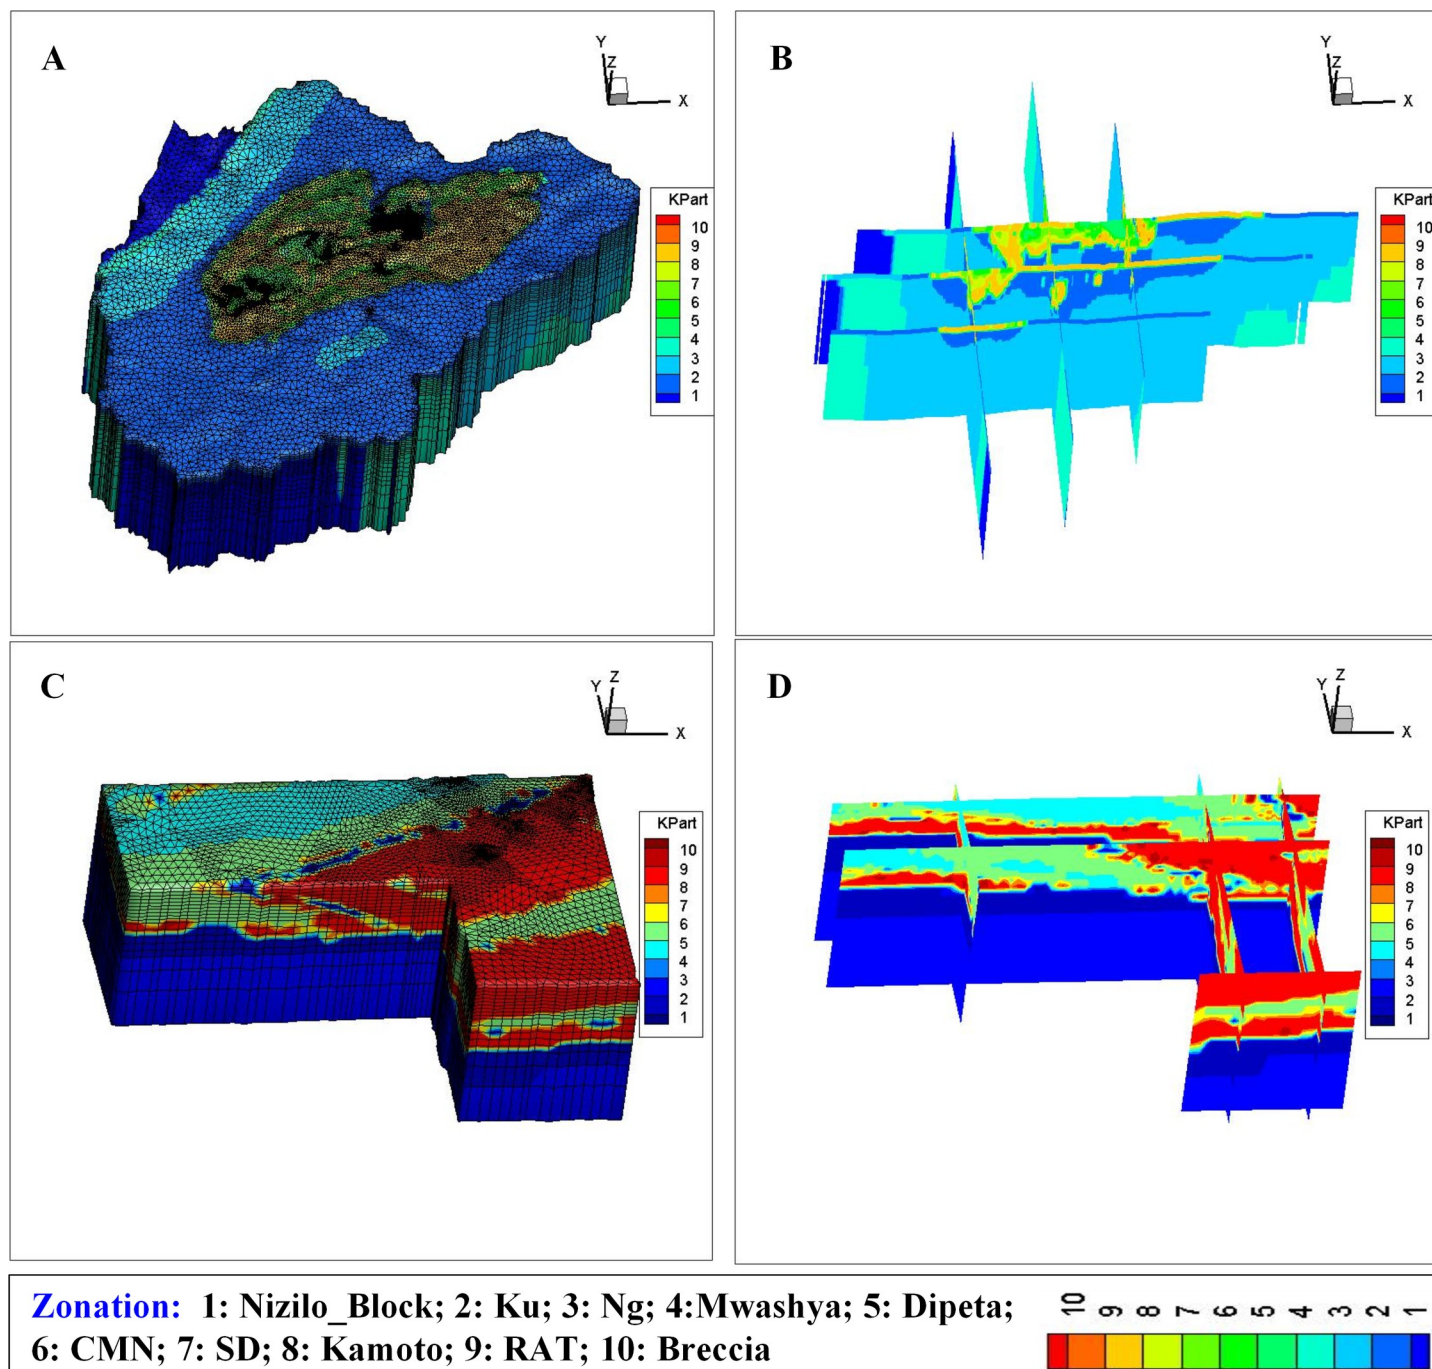 A
Y
Z
X
KPart
10
9
8
7
6
5
4
3
2
1
B
Y
Z
X
KPart
10
9
8
7
6
5
4
3
2
1
C
Y Z
X
KPart
10
9
8
7
6
5
4
3
2
1
D
Y Z
X
KPart
10
9
8
7
6
5
4
3
2
1
Zonation: 1: Nizilo_Block; 2: Ku; 3: Ng; 4:Mwashya; 5: Dipeta;
6: CMN; 7: SD; 8: Kamoto; 9: RAT; 10: Breccia
10 9 8 7 6 5 4 3 2 1